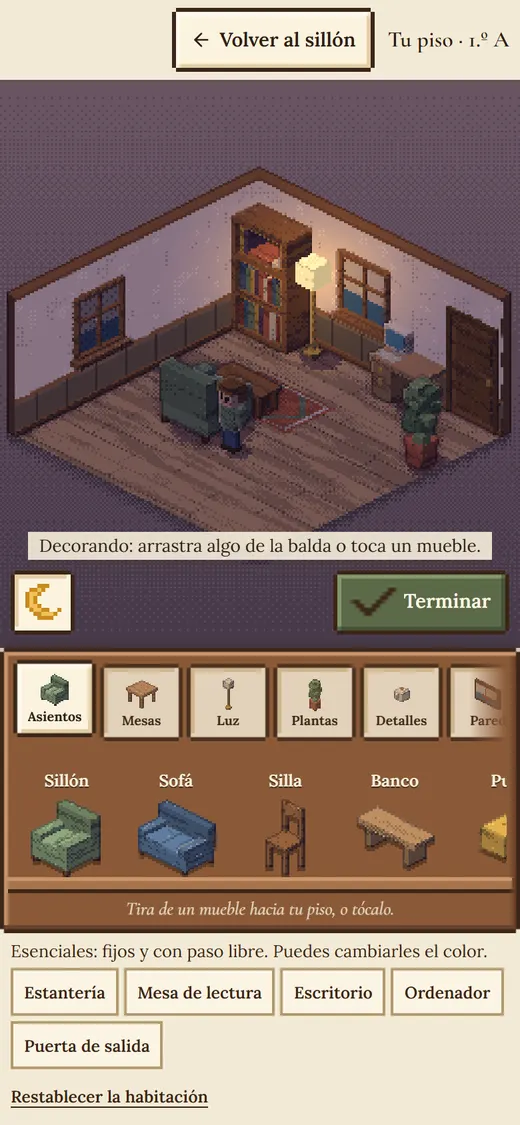 ← Volver al sillón
Tu piso · 1.º A
Decorando: arrastra algo de la balda o toca un mueble.
Terminar
Asientos
Mesas
Luz
Plantas
Detalles
Sillón
Sofá
Silla
Banco
Tira de un mueble hacia tu piso, o tócalo.
Esenciales: fijos y con paso libre. Puedes cambiarles el color.
Estantería
Mesa de lectura
Escritorio
Ordenador
Puerta de salida
Restablecer la habitación